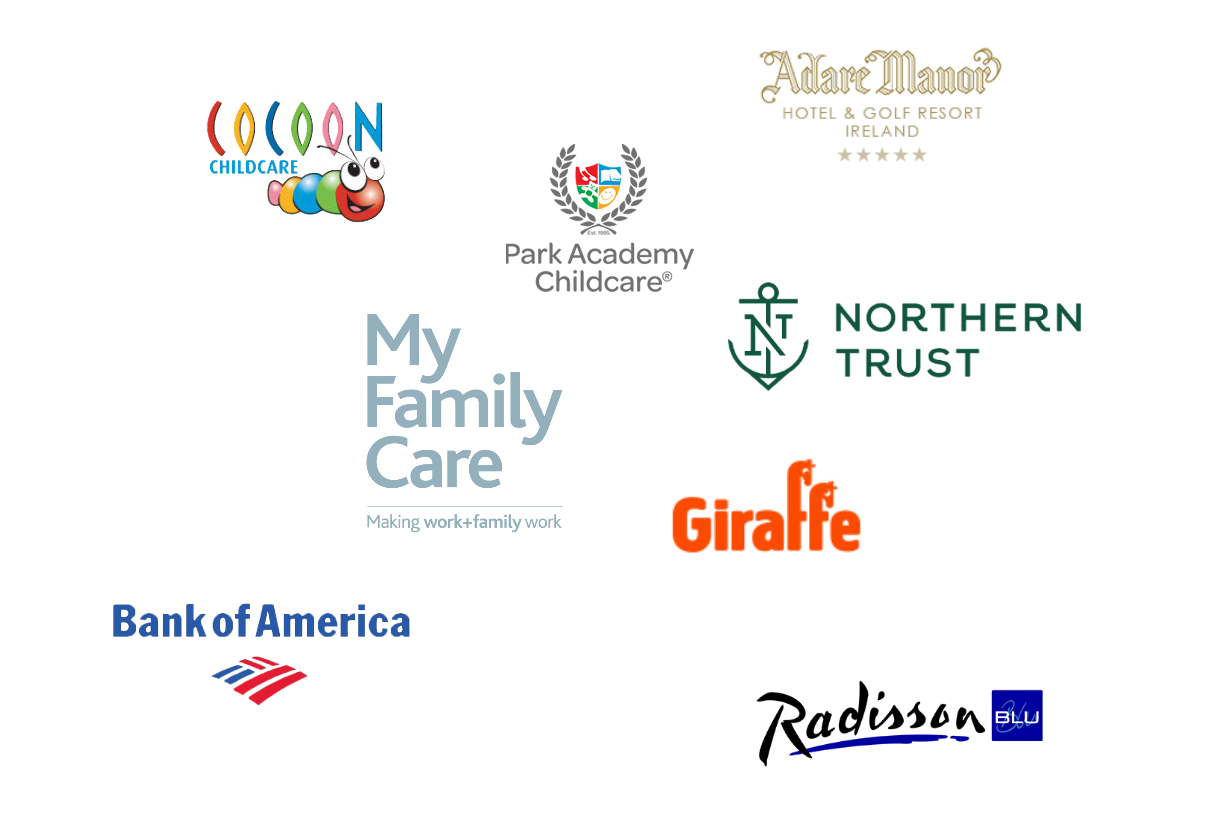 COCOON
CHILDCARE
Adare Manor
HOTEL & GOLF RESORT
IRELAND
Est. 1995
Park Academy
Childcare®
NORTHERN
TRUST
My
Family
Care
Making work+family work
Giraffe
Bank of America
Radisson BLU